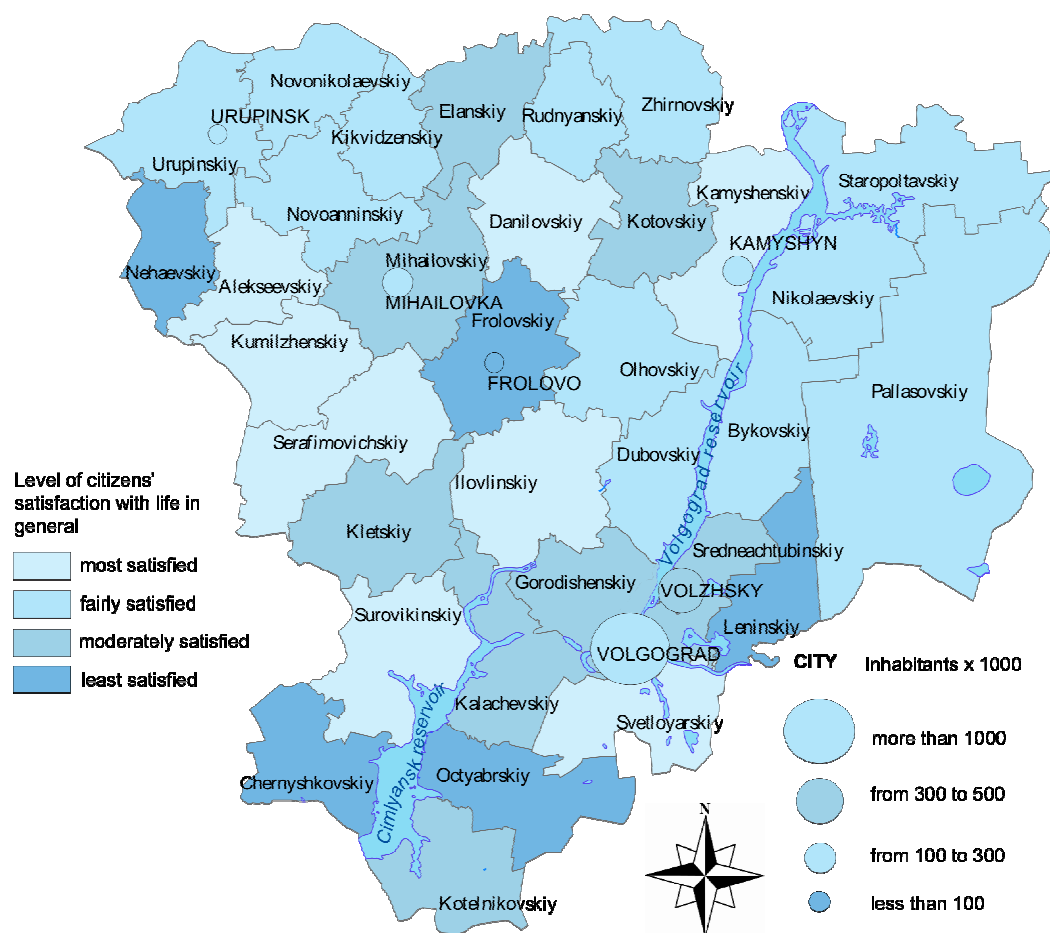 Novonikolaevskiy
Elanskiy
Rudnyanskiy
Zhirnovskiy
URUPINSK
Kikvidzenskiy
Urupinskiy
Staropoltavskiy
Kamyshenskiy
Novoanninskiy
Danilovskiy
Kotovskiy
KAMYSHYN
Nehaevskiy
Mihailovskiy
Alekseevskiy
MIHAILOVKA
Nikolaevskiy
Frolovskiy
Kumilzhenskiy
Olhovskiy
FROLOVO
Pallasovskiy
Serafimovichskiy
Bykovskiy
Dubovskiy
Volgograd reservoir
Ilovlinskiy
Kletskiy
Sredneachtubinskiy
Gorodishenskiy
VOLZHSKY
Surovikinskiy
Leninskiy
VOLGOGRAD
Kalachevskiy
Svetloyarskiy
Cimlyansk reservoir
Chernyshkovskiy
Octyabrskiy
Kotelnikovskiy
Level of citizens'
satisfaction with life in
general
most satisfied
fairly satisfied
moderately satisfied
least satisfied
CITY
Inhabitants x 1000
more than 1000
from 300 to 500
from 100 to 300
less than 100
N